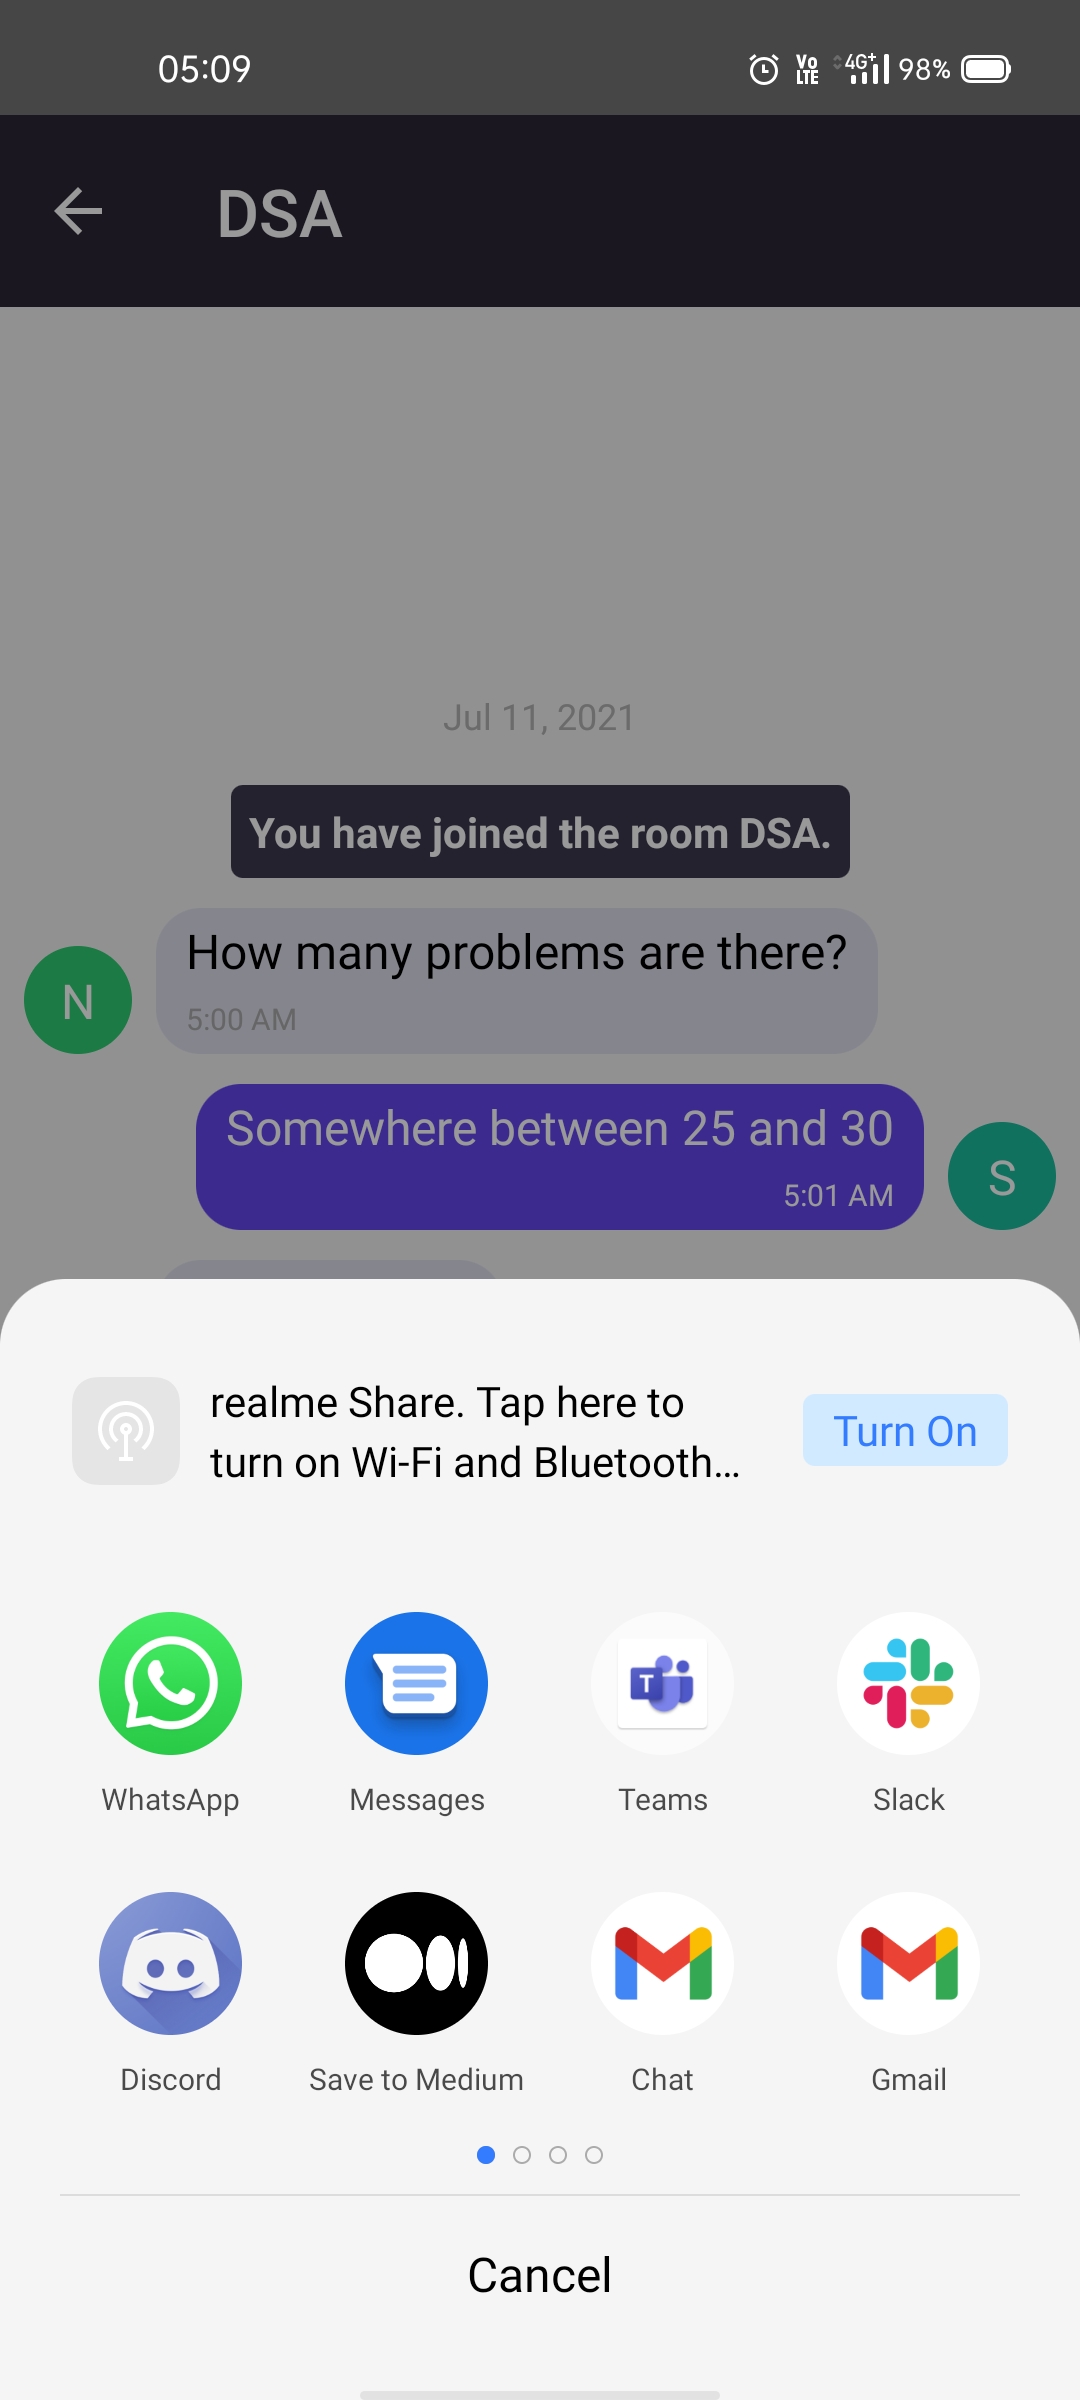 05:09
Vo LTE 4G+ 98%
DSA
Jul 11, 2021
You have joined the room DSA.
N
How many problems are there?
5:00 AM
Somewhere between 25 and 30
5:01 AM
S
realme Share. Tap here to
turn on Wi-Fi and Bluetooth...
Turn On
T
WhatsApp
Messages
Teams
Slack
Discord
Save to Medium
Chat
Gmail
Cancel